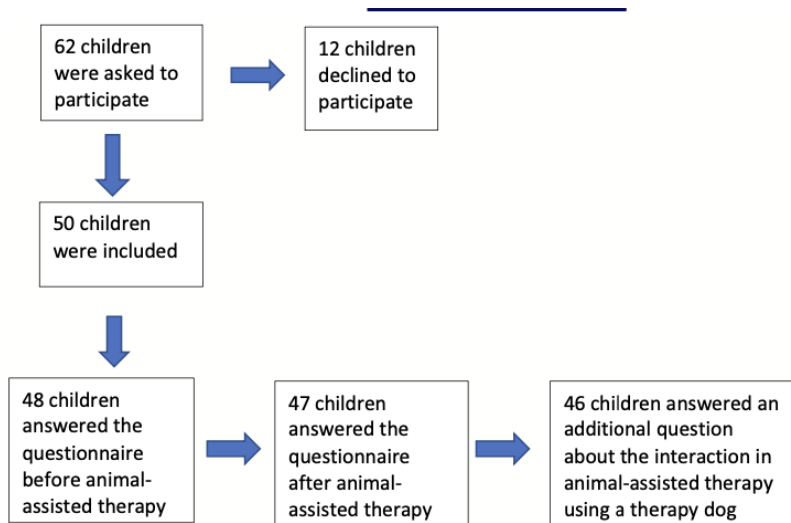 62 children
were asked to
participate
12 children
declined to
participate
50 children
were included
48 children
answered the
questionnaire
before animal-
assisted therapy
47 children
answered the
questionnaire
after animal-
assisted therapy
46 children answered an
additional question
about the interaction in
animal-assisted therapy
using a therapy dog